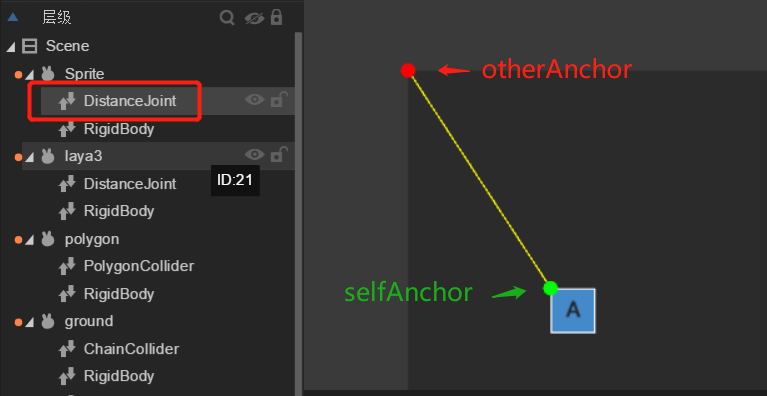 层级
Scene
Sprite
DistanceJoint
RigidBody
laya3
DistanceJoint
ID:21
RigidBody
polygon
PolygonCollider
RigidBody
ground
ChainCollider
RigidBody
otherAnchor
selfAnchor
A